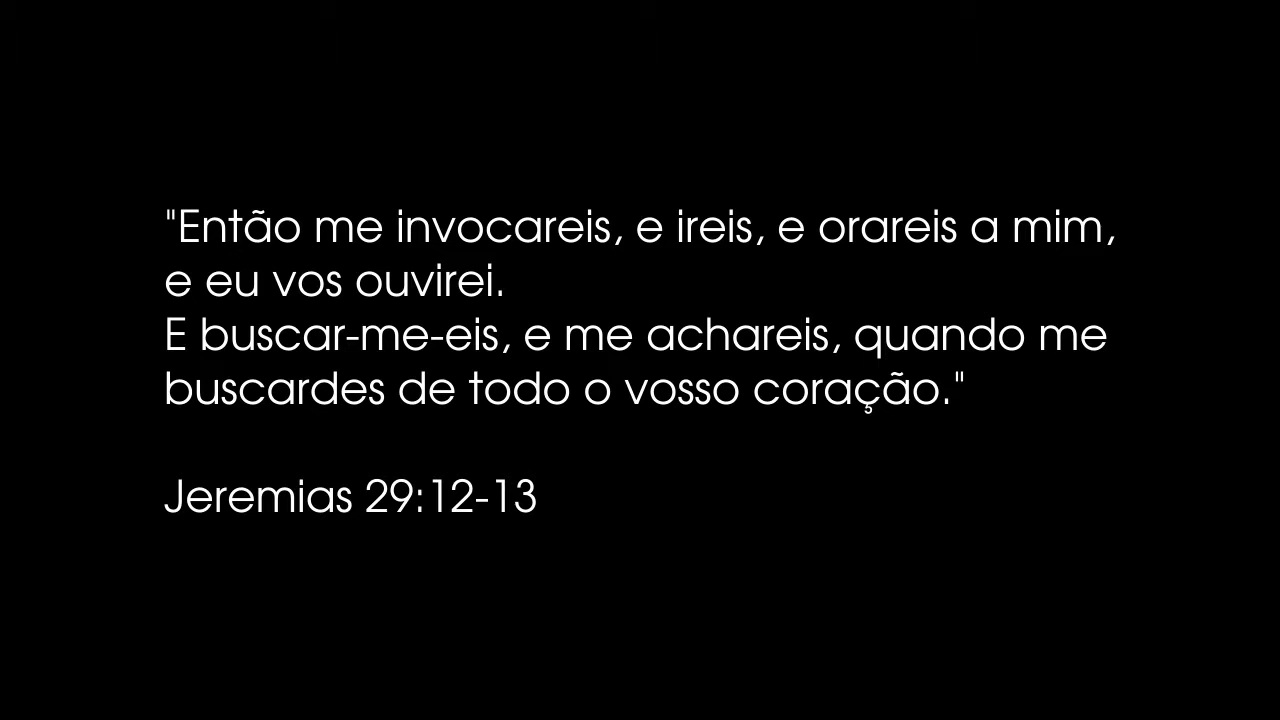 "Então me invocareis, e ireis, e orareis a mim,
e eu vos ouvirei.
E buscar-me-eis, e me achareis, quando me
buscardes de todo o vosso coração."
Jeremias 29:12-13